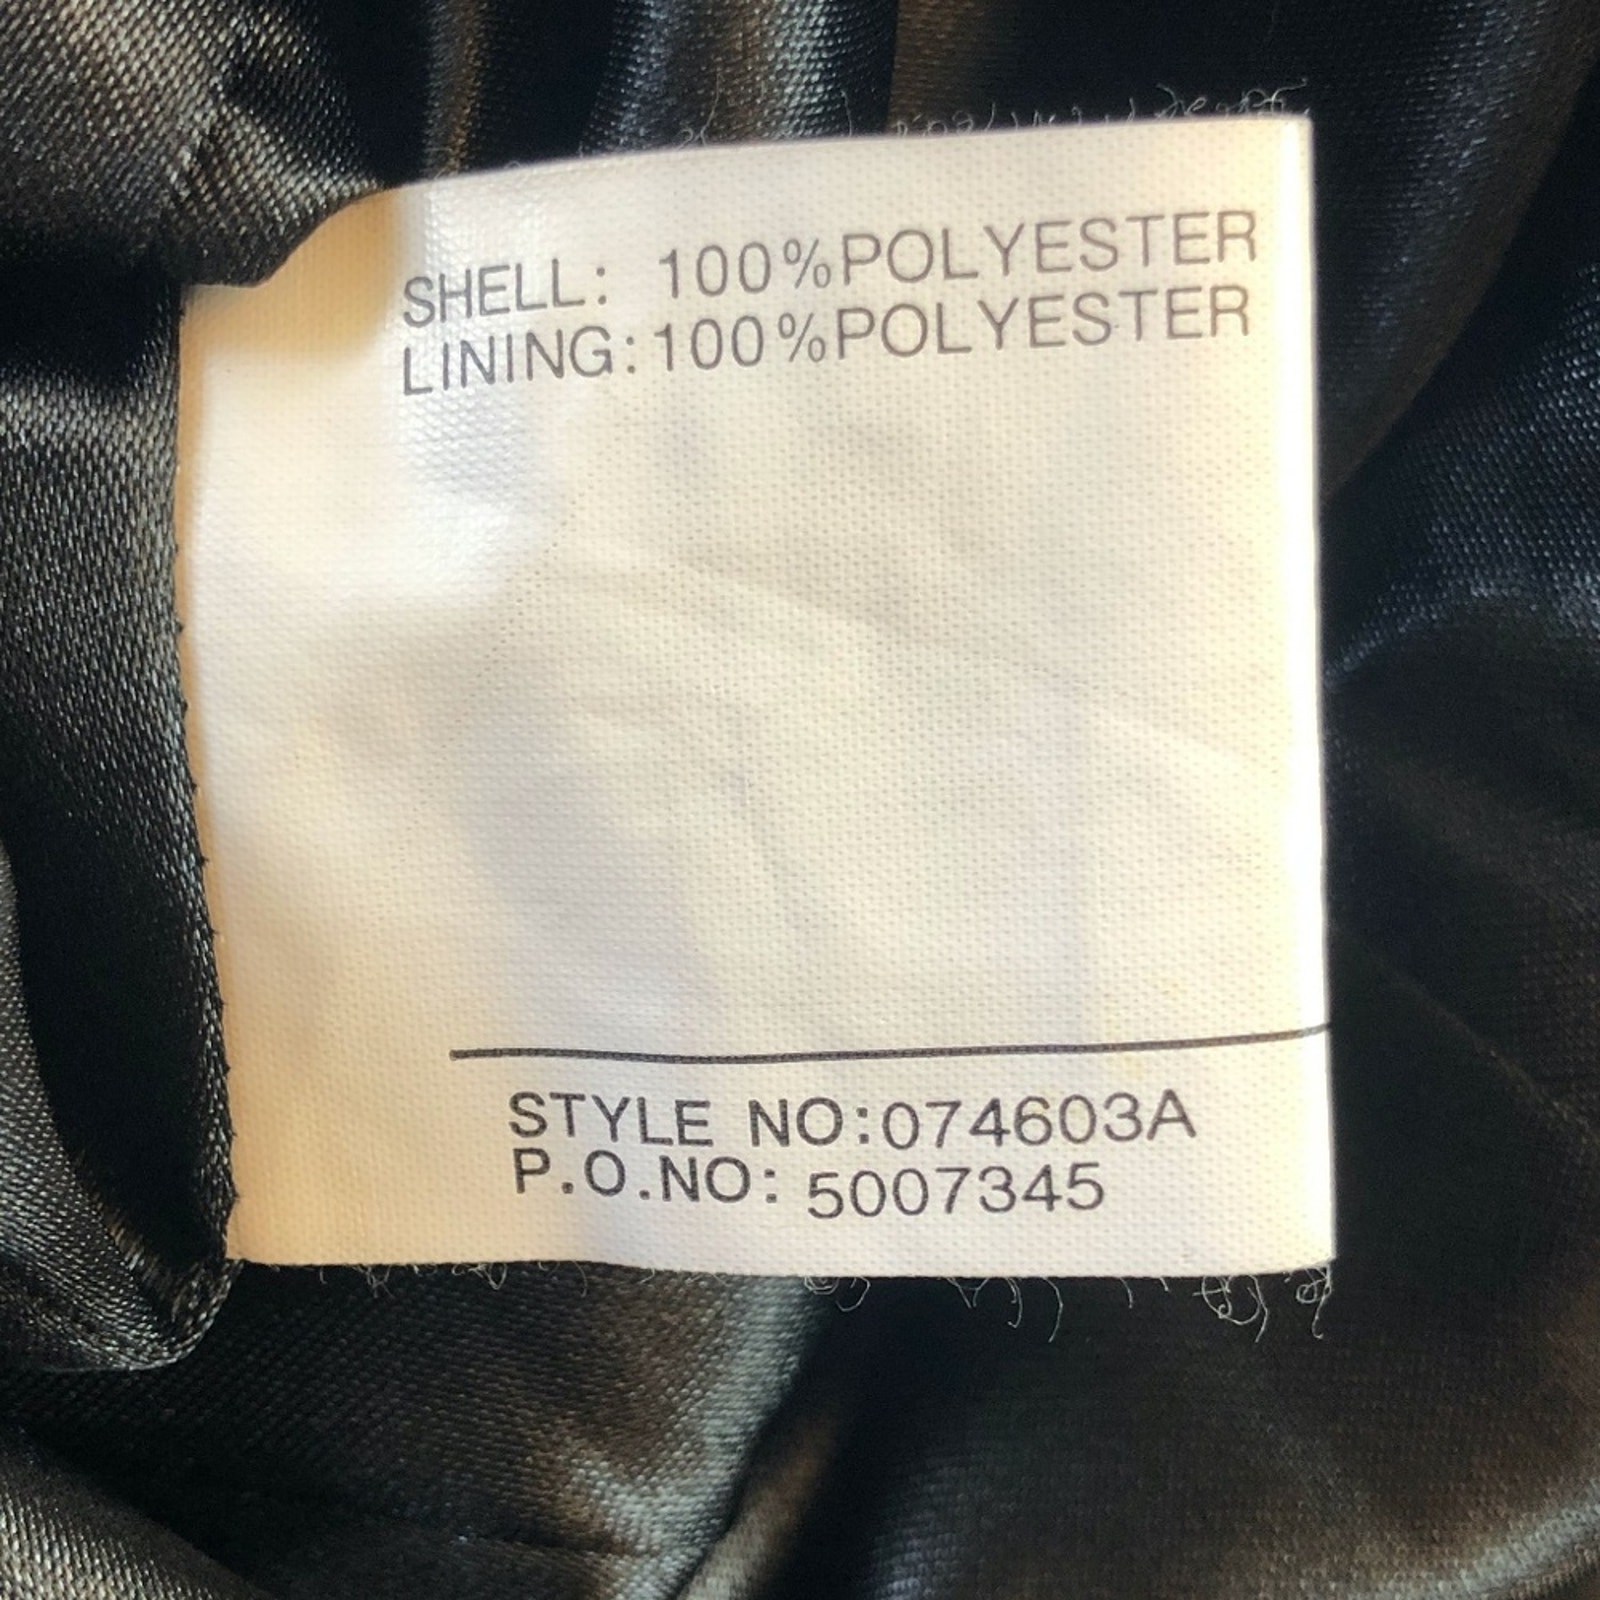 SHELL: 100%POLYESTER
LINING:100%POLYESTER
STYLE NO:074603A
P.O.NO: 5007345